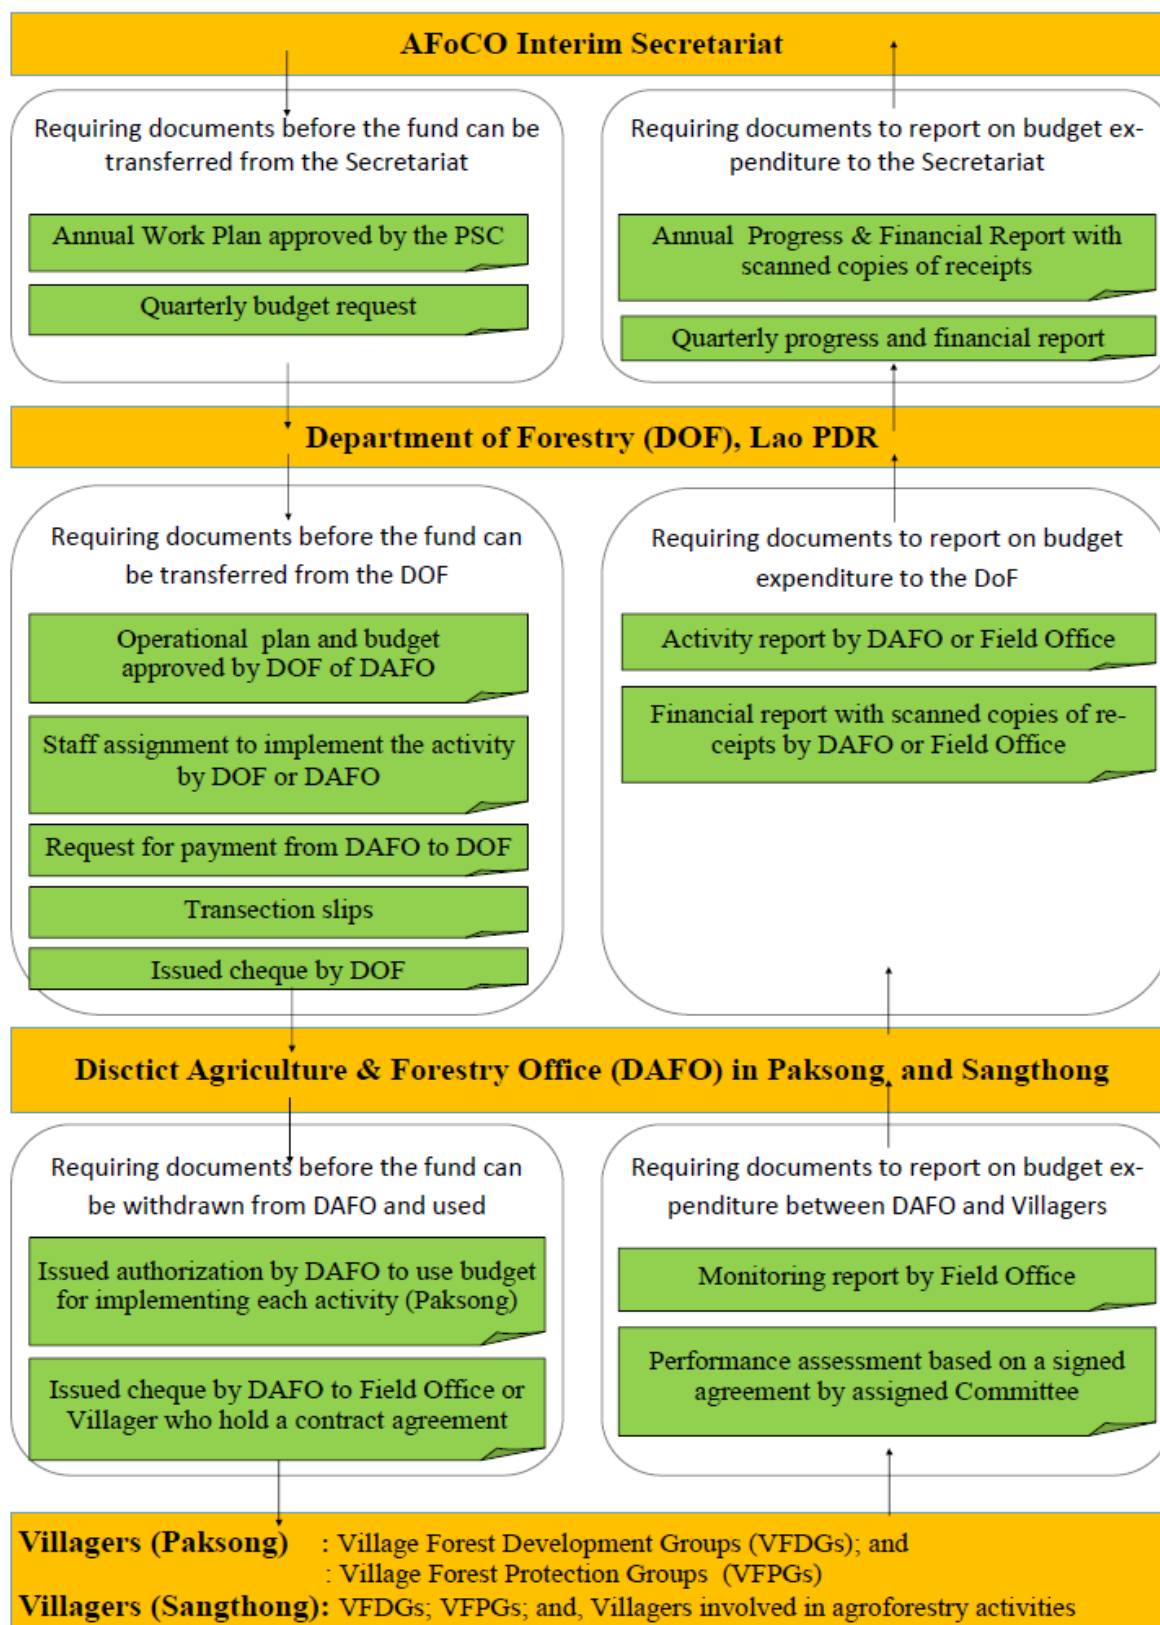 AFoCO Interim Secretariat
Requiring documents before the fund can be
transferred from the Secretariat
Annual Work Plan approved by the PSC
Quarterly budget request
Requiring documents to report on budget ex-
penditure to the Secretariat
Annual Progress & Financial Report with
scanned copies of receipts
Quarterly progress and financial report
Department of Forestry (DOF), Lao PDR
Requiring documents before the fund can
be transferred from the DOF
Operational plan and budget
approved by DOF of DAFO
Staff assignment to implement the activity
by DOF or DAFO
Request for payment from DAFO to DOF
Transection slips
Issued cheque by DOF
Requiring documents to report on budget
expenditure to the DoF
Activity report by DAFO or Field Office
Financial report with scanned copies of re-
ceipts by DAFO or Field Office
Disctict Agriculture & Forestry Office (DAFO) in Paksong and Sangthong
Requiring documents before the fund can
be withdrawn from DAFO and used
Issued authorization by DAFO to use budget
for implementing each activity (Paksong)
Issued cheque by DAFO to Field Office or
Villager who hold a contract agreement
Requiring documents to report on budget ex-
penditure between DAFO and Villagers
Monitoring report by Field Office
Performance assessment based on a signed
agreement by assigned Committee
Villagers (Paksong) : Village Forest Development Groups (VFDGs); and
: Village Forest Protection Groups (VFPGs)
Villagers (Sangthong): VFDGs; VFPGs; and, Villagers involved in agroforestry activities